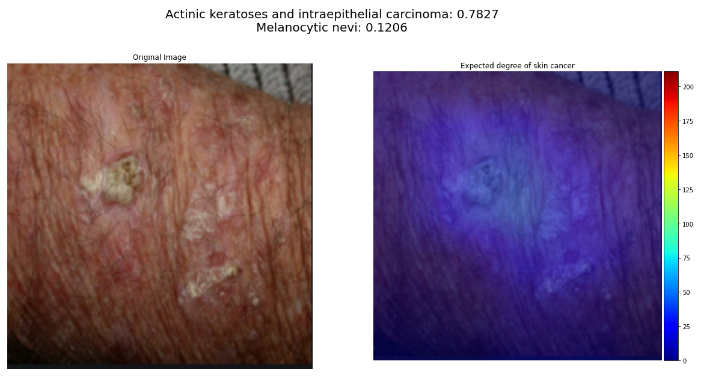 Actinic keratoses and intraepithelial carcinoma: 0.7827
Melanocytic nevi: 0.1206
Original Image
Expected degree of skin cancer
200
175
150
125
100
75
50
25
0